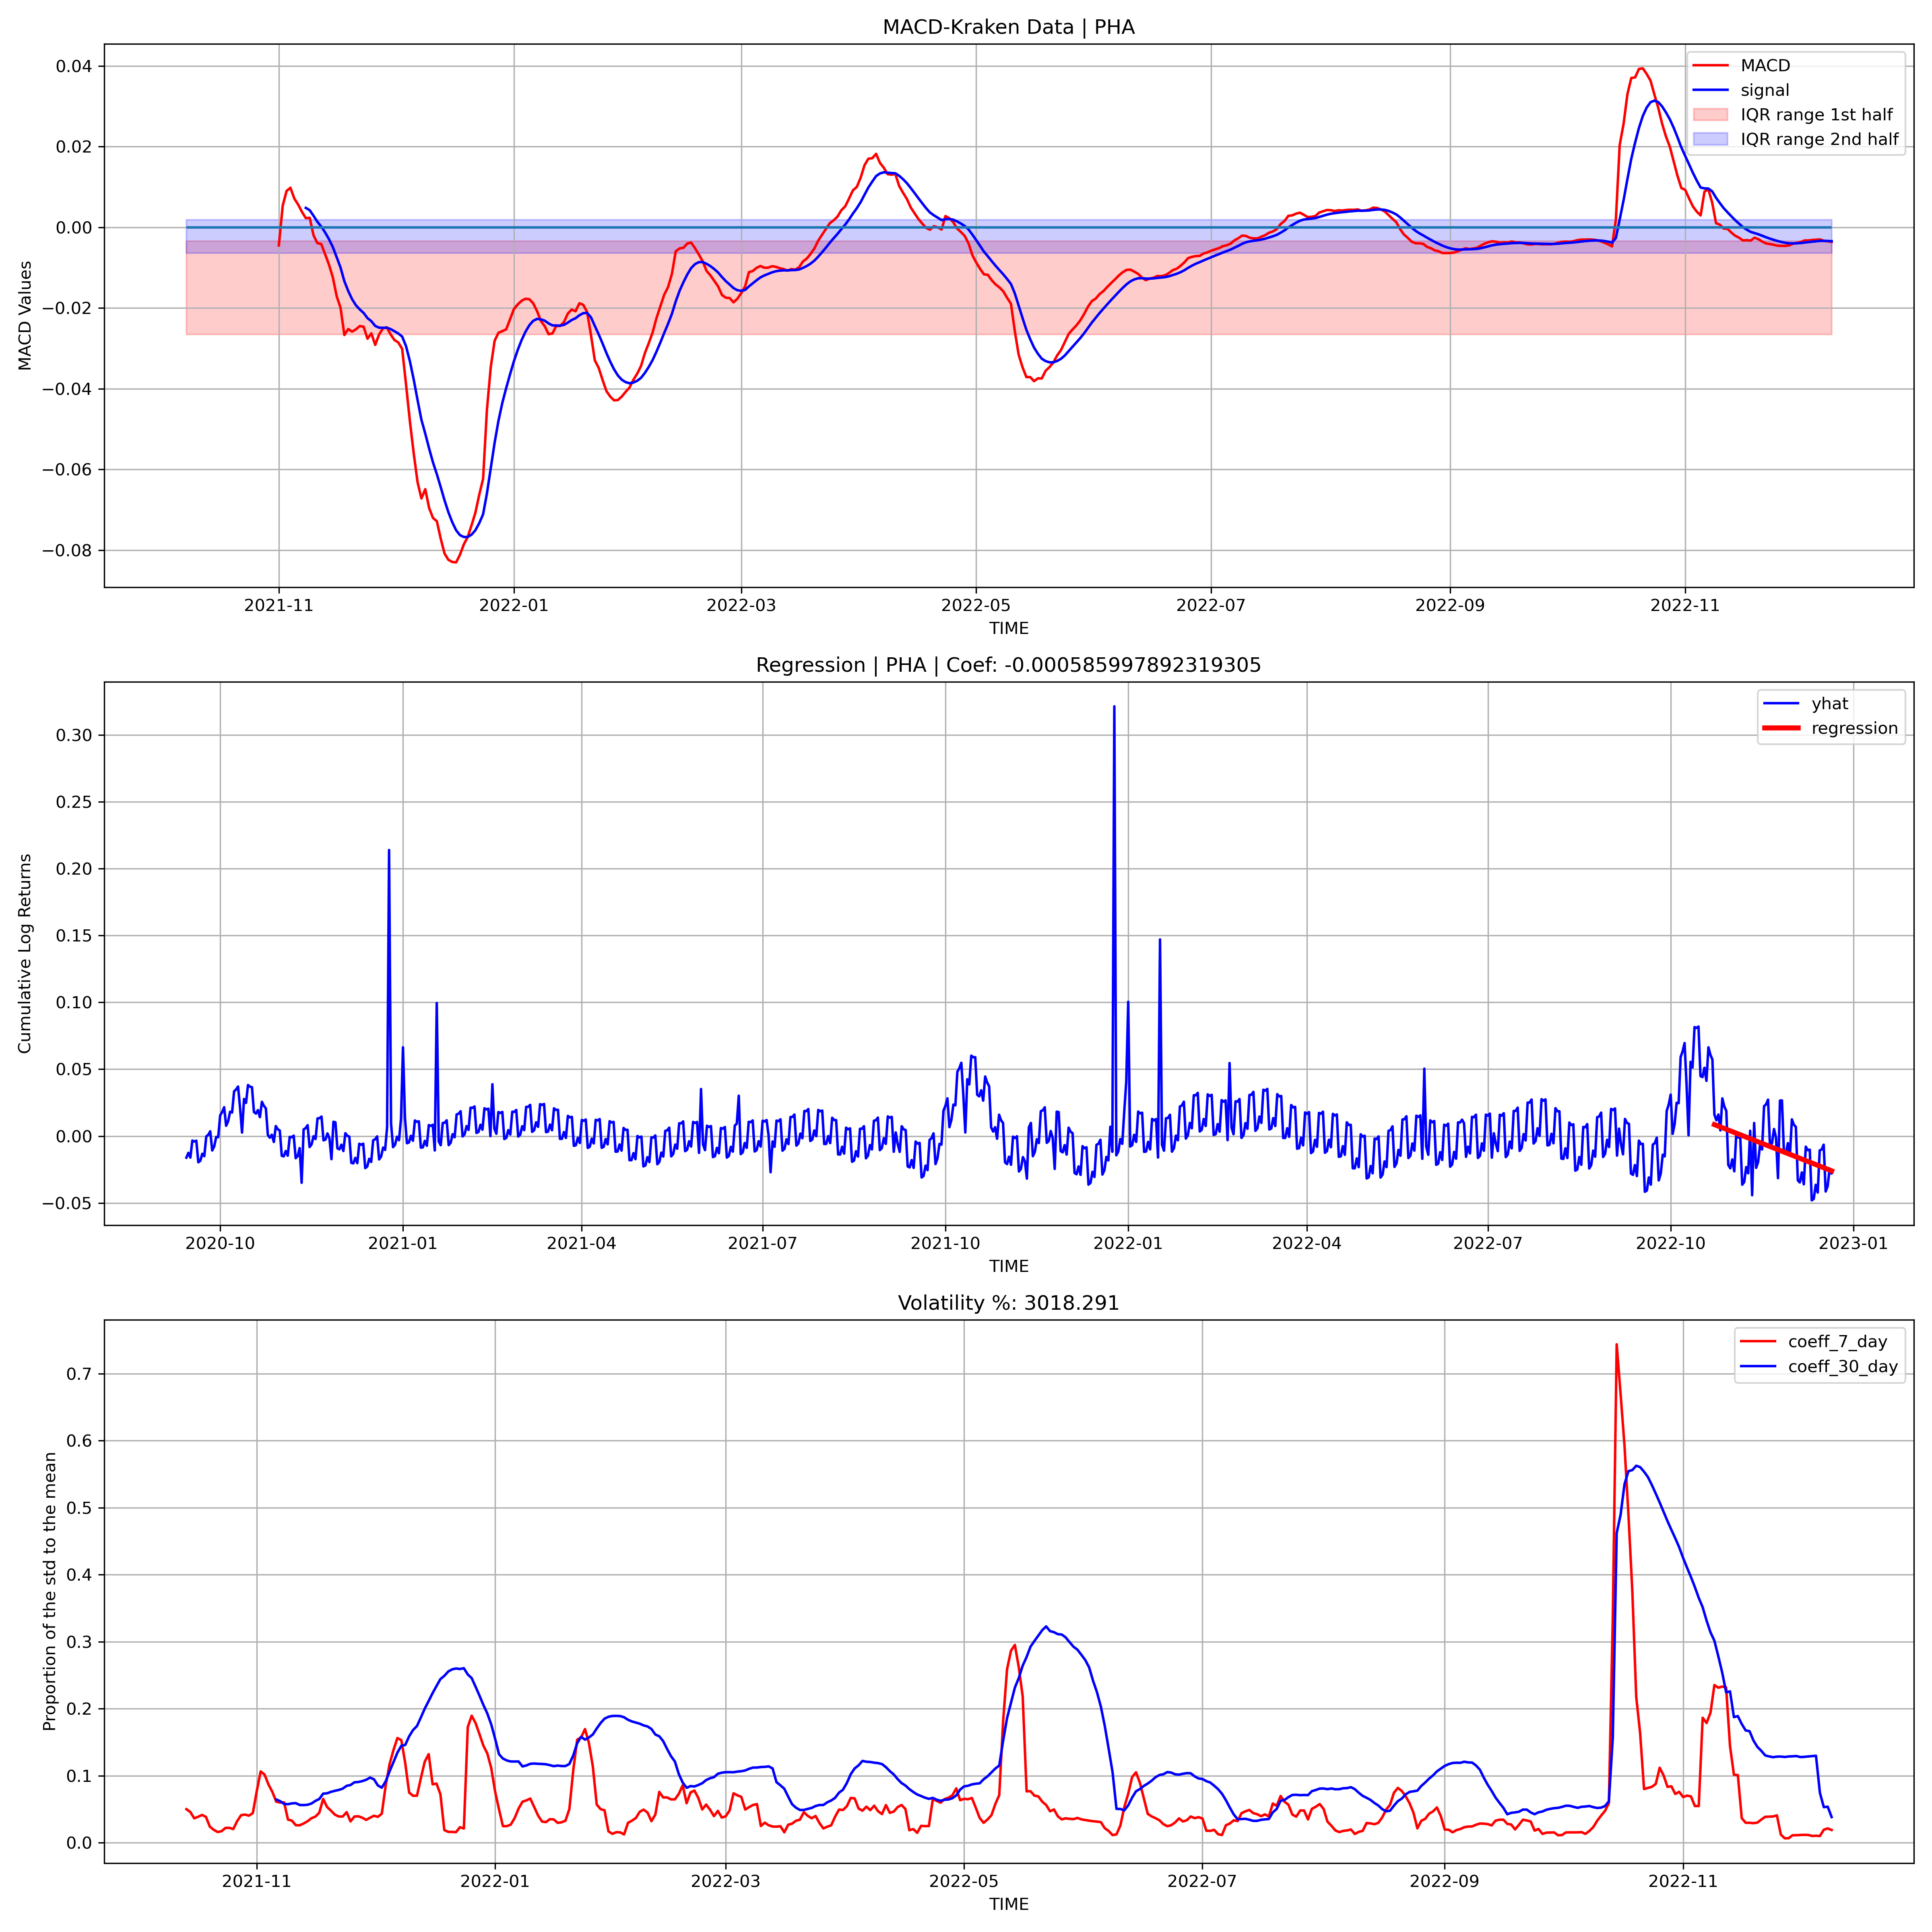 MACD-Kraken Data | PHA
MACD Values
0.04
0.02
0.00
−0.02
−0.04
−0.06
−0.08
MACD
signal
IQR range 1st half
IQR range 2nd half
2021-11 2022-01 2022-03 2022-05 2022-07 2022-09 2022-11
TIME
Regression | PHA | Coef: -0.000585997892319305
Cumulative Log Returns
0.30
0.25
0.20
0.15
0.10
0.05
0.00
−0.05
yhat
regression
2020-10 2021-01 2021-04 2021-07 2021-10 2022-01 2022-04 2022-07 2022-10 2023-01
TIME
Volatility %: 3018.291
Proportion of the std to the mean
0.7
0.6
0.5
0.4
0.3
0.2
0.1
0.0
coeff_7_day
coeff_30_day
2021-11 2022-01 2022-03 2022-05 2022-07 2022-09 2022-11
TIME